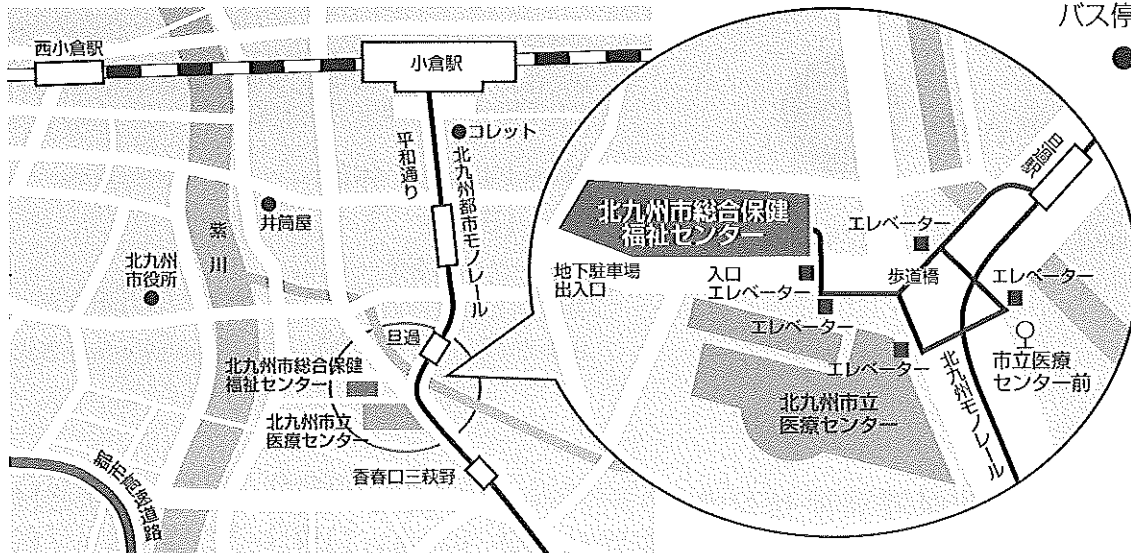 西小倉駅
小倉駅
コレット
平和通り
北九州都市モノレール
井筒屋
紫川
北九州
市役所
旦過
北九州市総合保健
福祉センター
北九州市立
医療センター
香春口三萩野
都市高速道路
バス停
旦過駅
北九州市総合保健
福祉センター
エレベーター
地下駐車場
出入口
入口
エレベーター
歩道橋
エレベーター
エレベーター
エレベーター
市立医療
センター前
北九州市立
医療センター
北九州モノレール